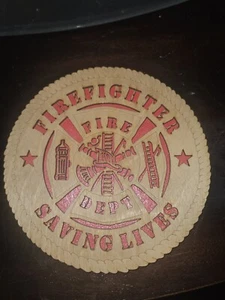 FIREFIGHTER
FIRE
DEPT
SAVING LIVES